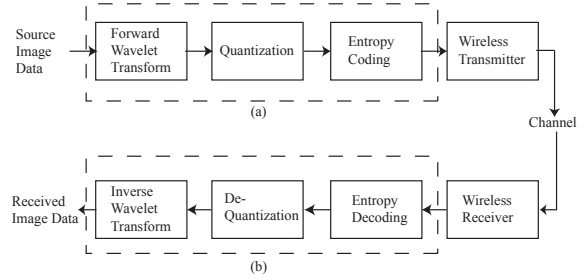 Source
Image
Data
Forward
Wavelet
Transform
Quantization
Entropy
Coding
Wireless
Transmitter
(a)
Channel
Received
Image Data
Inverse
Wavelet
Transform
De-
Quantization
Entropy
Decoding
Wireless
Receiver
(b)